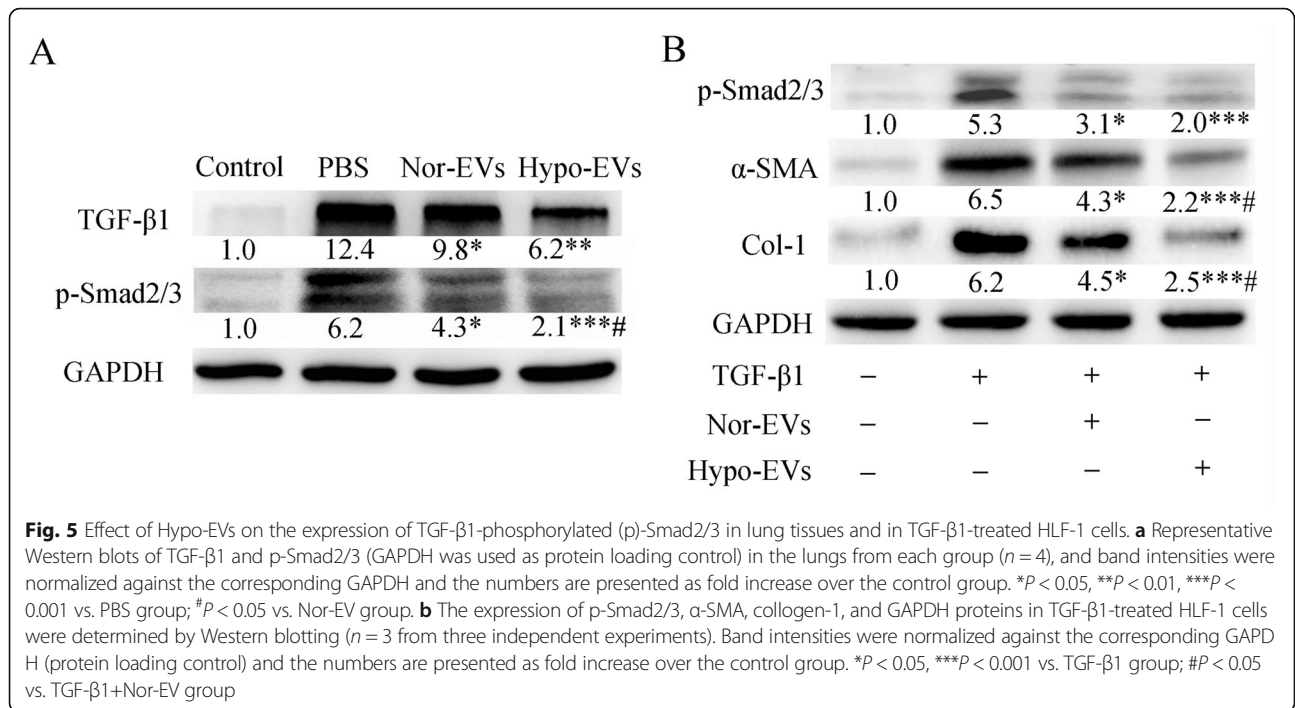 A
Control PBS Nor-EVs Hypo-EVs
TGF-β1
1.0 12.4 9.8* 6.2**
p-Smad2/3
1.0 6.2 4.3* 2.1***#
GAPDH
B
p-Smad2/3
1.0 5.3 3.1* 2.0***
α-SMA
1.0 6.5 4.3* 2.2***#
Col-1
1.0 6.2 4.5* 2.5***#
GAPDH
TGF-β1 – + + +
Nor-EVs – – + –
Hypo-EVs – – – +
Fig. 5 Effect of Hypo-EVs on the expression of TGF-β1-phosphorylated (p)-Smad2/3 in lung tissues and in TGF-β1-treated HLF-1 cells. a Representative
Western blots of TGF-β1 and p-Smad2/3 (GAPDH was used as protein loading control) in the lungs from each group (n = 4), and band intensities were
normalized against the corresponding GAPDH and the numbers are presented as fold increase over the control group. *P < 0.05, **P < 0.01, ***P <
0.001 vs. PBS group; #P < 0.05 vs. Nor-EV group. b The expression of p-Smad2/3, α-SMA, collogen-1, and GAPDH proteins in TGF-β1-treated HLF-1 cells
were determined by Western blotting (n = 3 from three independent experiments). Band intensities were normalized against the corresponding GAPD
H (protein loading control) and the numbers are presented as fold increase over the control group. *P < 0.05, ***P < 0.001 vs. TGF-β1 group; #P < 0.05
vs. TGF-β1+Nor-EV group